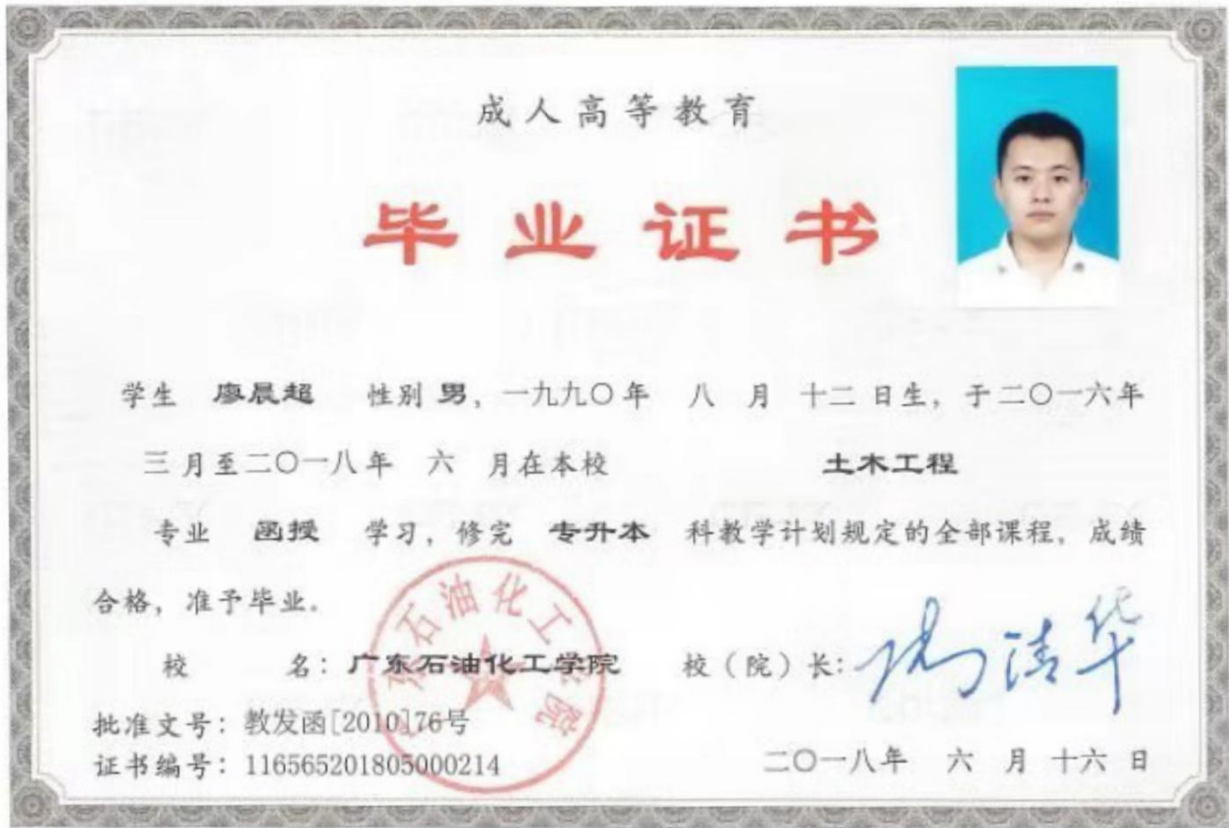 成人高等教育
毕业证书
学生 廖晨超 性别 男，一九九〇年 八 月 十二 日生，于二〇一六年
三月至二〇一八年 六 月在本校 土木工程
专业 函授 学习，修完 专升本 科教学计划规定的全部课程，成绩
合格，准予毕业。
校 名：广东石油化工学院 校（院）长：
批准文号：教发函[2010]76号
证书编号：116565201805000214
二〇一八年 六 月 十六 日